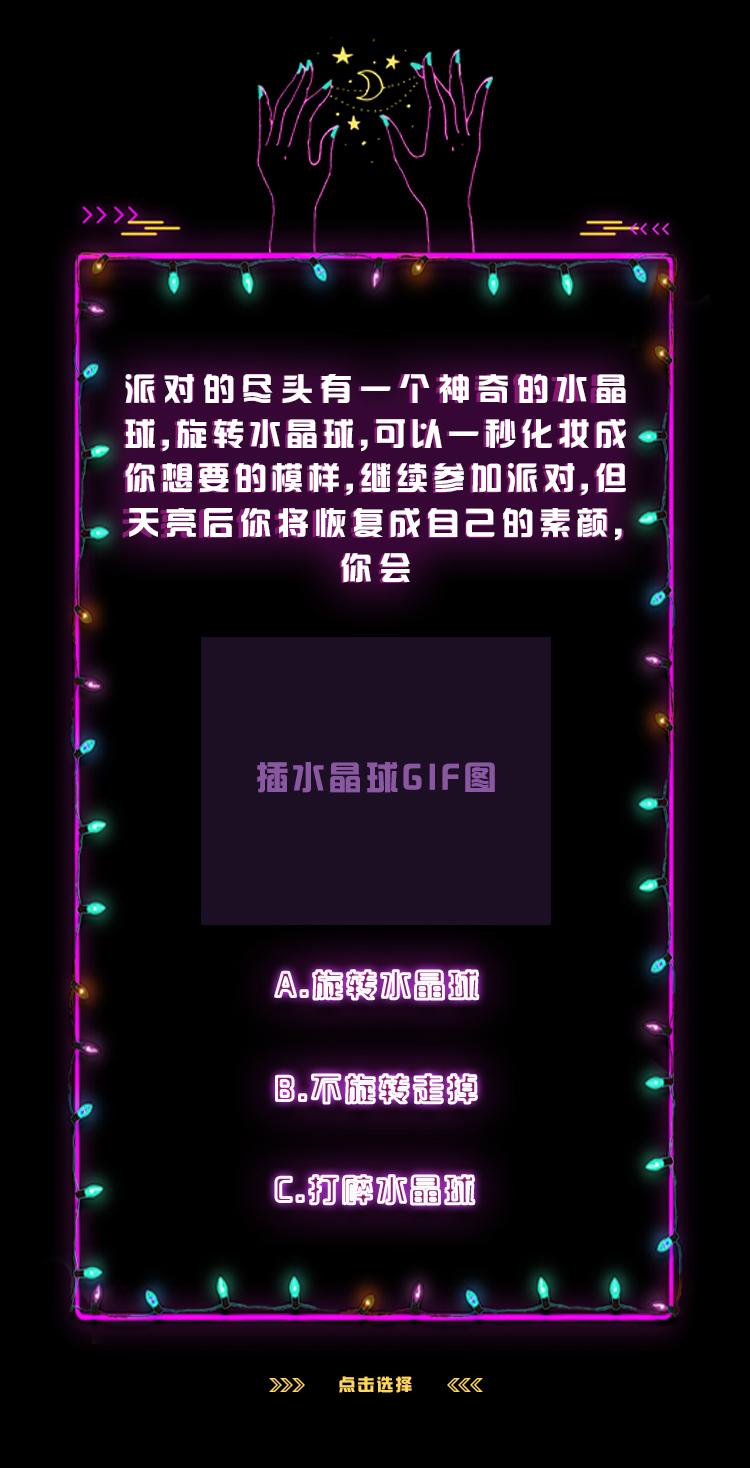 派对的尽头有一个神奇的水晶
球,旋转水晶球,可以一秒化妆成
你想要的模样,继续参加派对,但
天亮后你将恢复成自己的素颜,
你会
插水晶球GIF图
A.旋转水晶球
B.不旋转走掉
C.打碎水晶球
点击选择